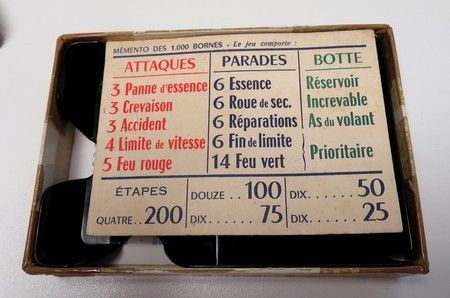 MÉMENTO DES 1.000 BORNES - Le jeu comporte :
ATTAQUES PARADES BOTTE
3 Panne d'essence 6 Essence Réservoir
3 Crevaison 6 Roue de sec. Increvable
3 Accident 6 Réparations As du volant
4 Limite de vitesse 6 Fin de limite } Prioritaire
5 Feu rouge 14 Feu vert
ÉTAPES DOUZE . . 100 DIX . . . . . 50
QUATRE . . 200 DIX . . . . . 75 DIX . . . . . 25